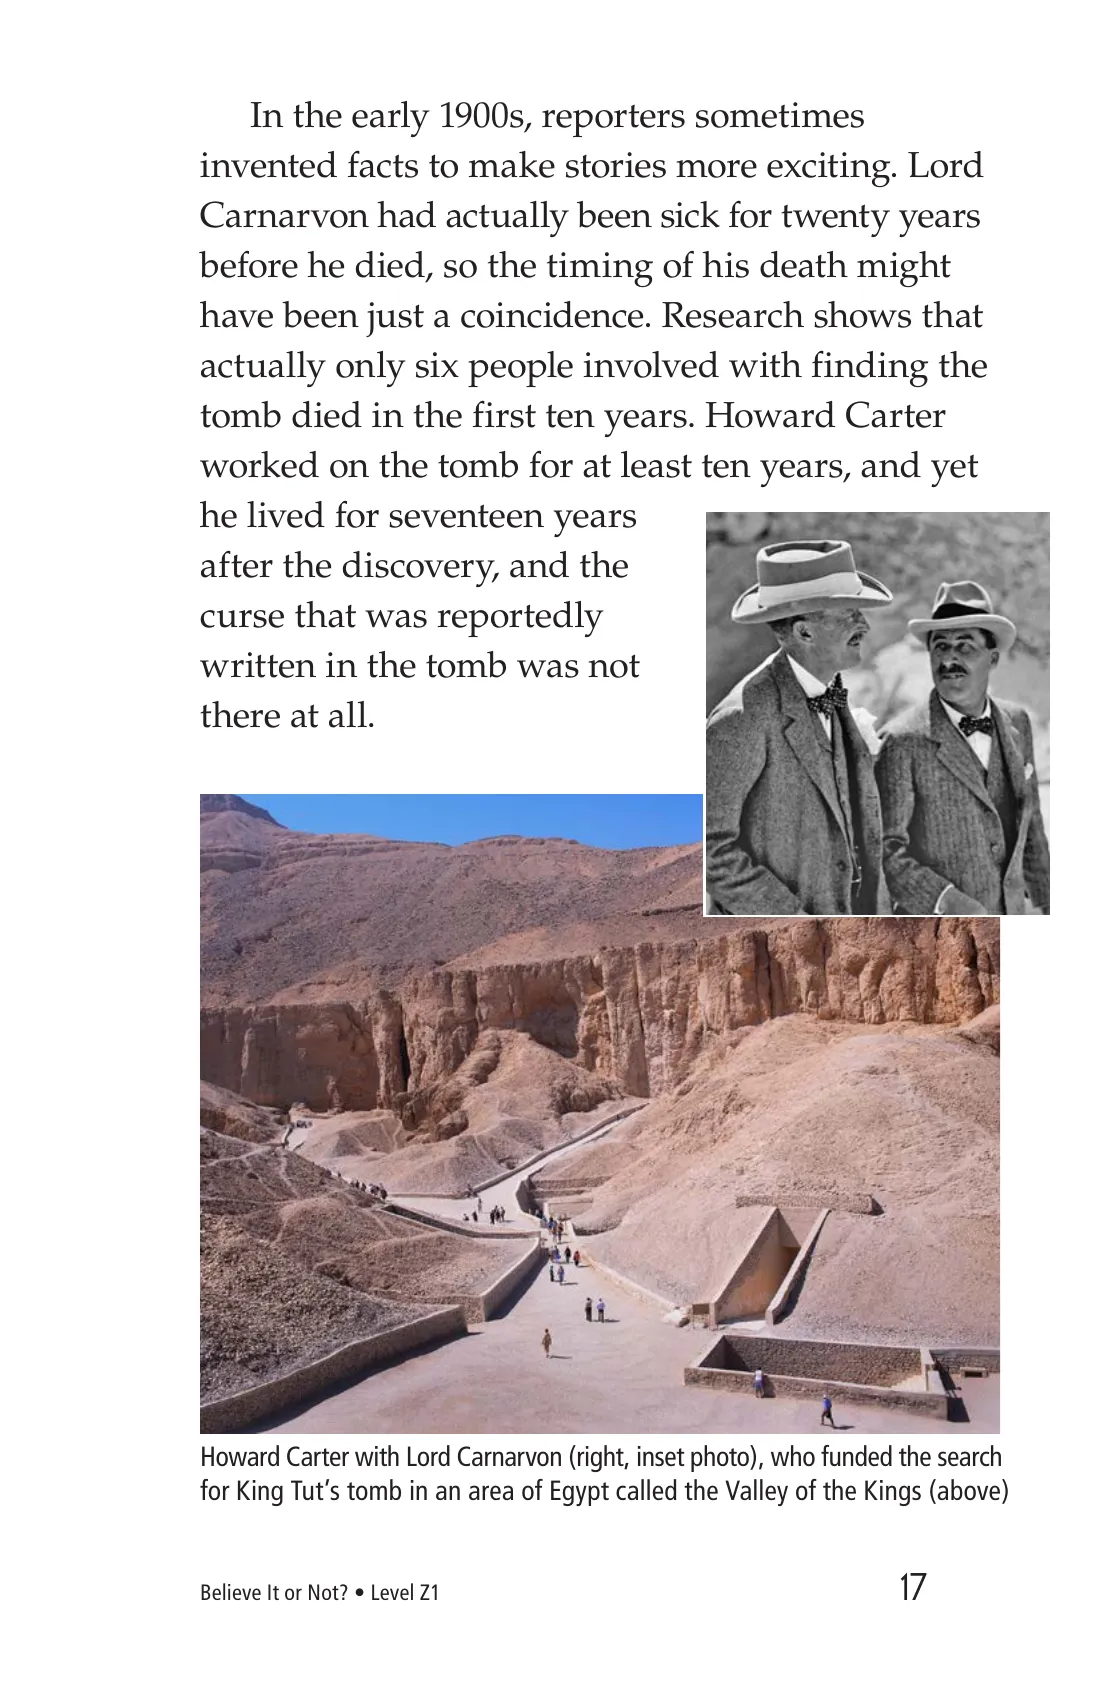 In the early 1900s, reporters sometimes
invented facts to make stories more exciting. Lord
Carnarvon had actually been sick for twenty years
before he died, so the timing of his death might
have been just a coincidence. Research shows that
actually only six people involved with finding the
tomb died in the first ten years. Howard Carter
worked on the tomb for at least ten years, and yet
he lived for seventeen years
after the discovery, and the
curse that was reportedly
written in the tomb was not
there at all.
Howard Carter with Lord Carnarvon (right, inset photo), who funded the search
for King Tut’s tomb in an area of Egypt called the Valley of the Kings (above)
Believe It or Not? • Level Z1
17